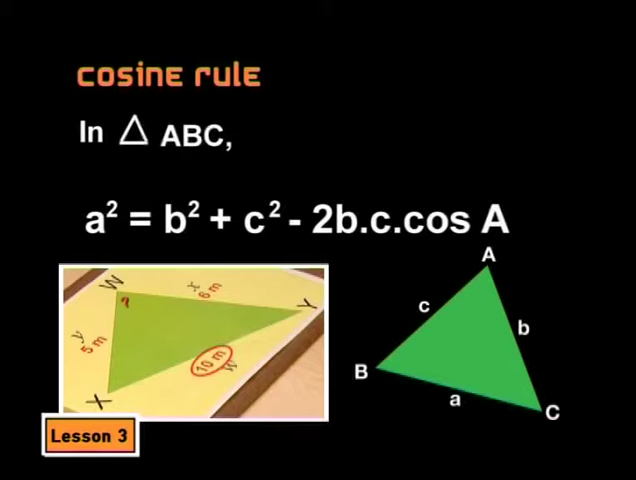 cosine rule
In △ ABC,
a² = b² + c² - 2b.c.cos A
W
?
x
6 m
Y
y
5 m
10 m
w
X
A
c
b
B
a
C
Lesson 3